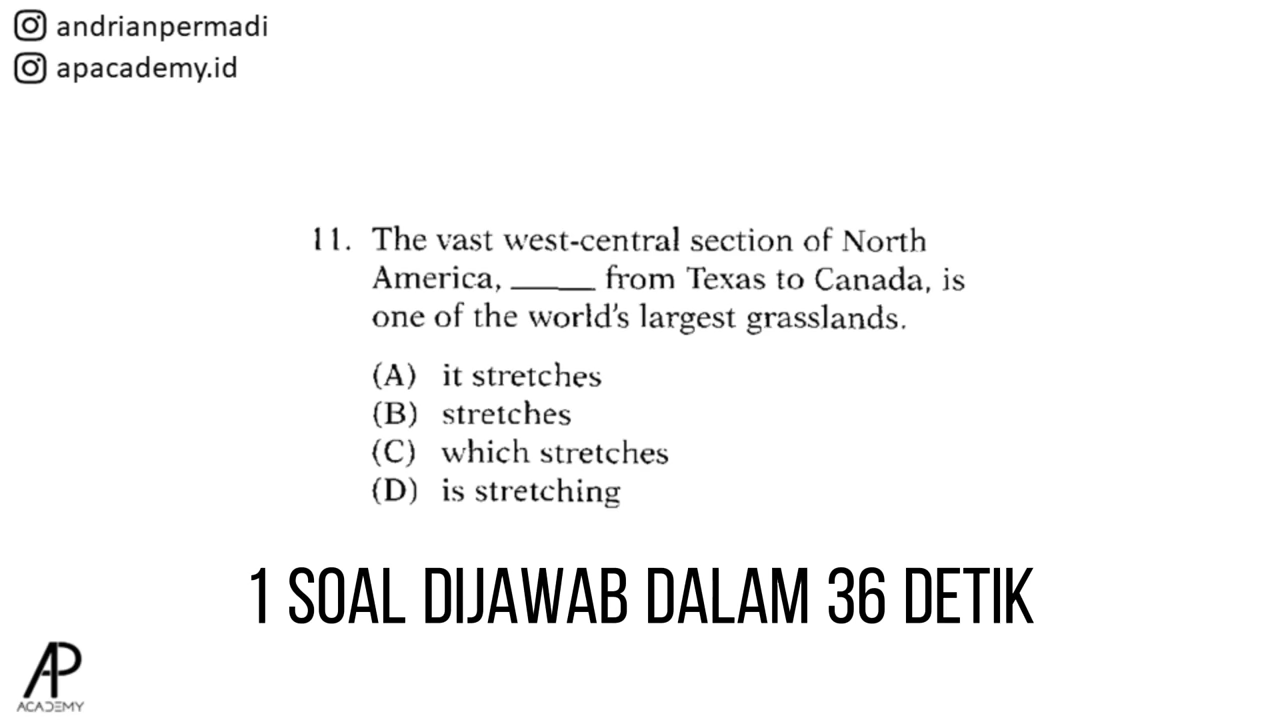 andrianpermadi
apacademy.id
11. The vast west-central section of North
America, _____ from Texas to Canada, is
one of the world's largest grasslands.
(A) it stretches
(B) stretches
(C) which stretches
(D) is stretching
1 SOAL DIJAWAB DALAM 36 DETIK
AP
ACADEMY